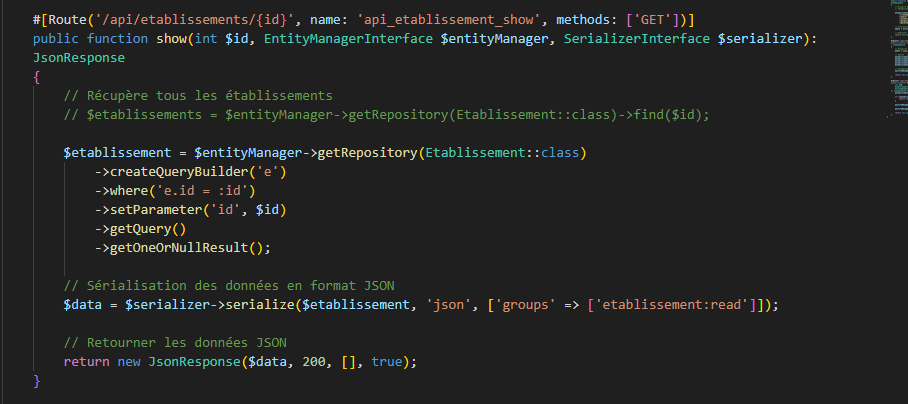 #[Route('/api/etablissements/{id}', name: 'api_etablissement_show', methods: ['GET'])]
public function show(int $id, EntityManagerInterface $entityManager, SerializerInterface $serializer):
JsonResponse
{
    // Récupère tous les établissements
    // $etablissements = $entityManager->getRepository(Etablissement::class)->find($id);

    $etablissement = $entityManager->getRepository(Etablissement::class)
        ->createQueryBuilder('e')
        ->where('e.id = :id')
        ->setParameter('id', $id)
        ->getQuery()
        ->getOneOrNullResult();

    // Sérialisation des données en format JSON
    $data = $serializer->serialize($etablissement, 'json', ['groups' => ['etablissement:read']]);

    // Retourner les données JSON
    return new JsonResponse($data, 200, [], true);
}